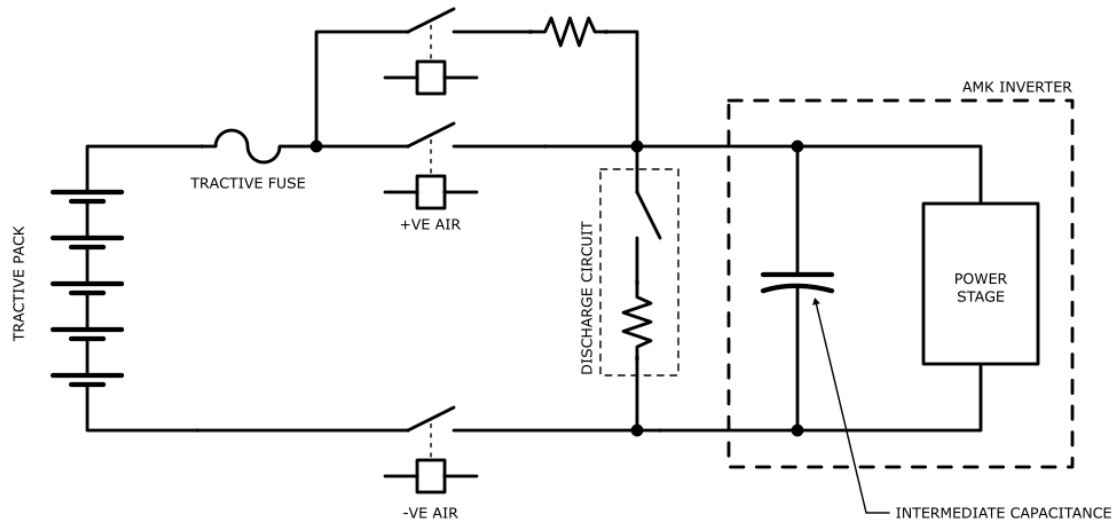 AMK INVERTER
TRACTIVE FUSE
+VE AIR
TRACTIVE PACK
DISCHARGE CIRCUIT
POWER
STAGE
-VE AIR
INTERMEDIATE CAPACITANCE